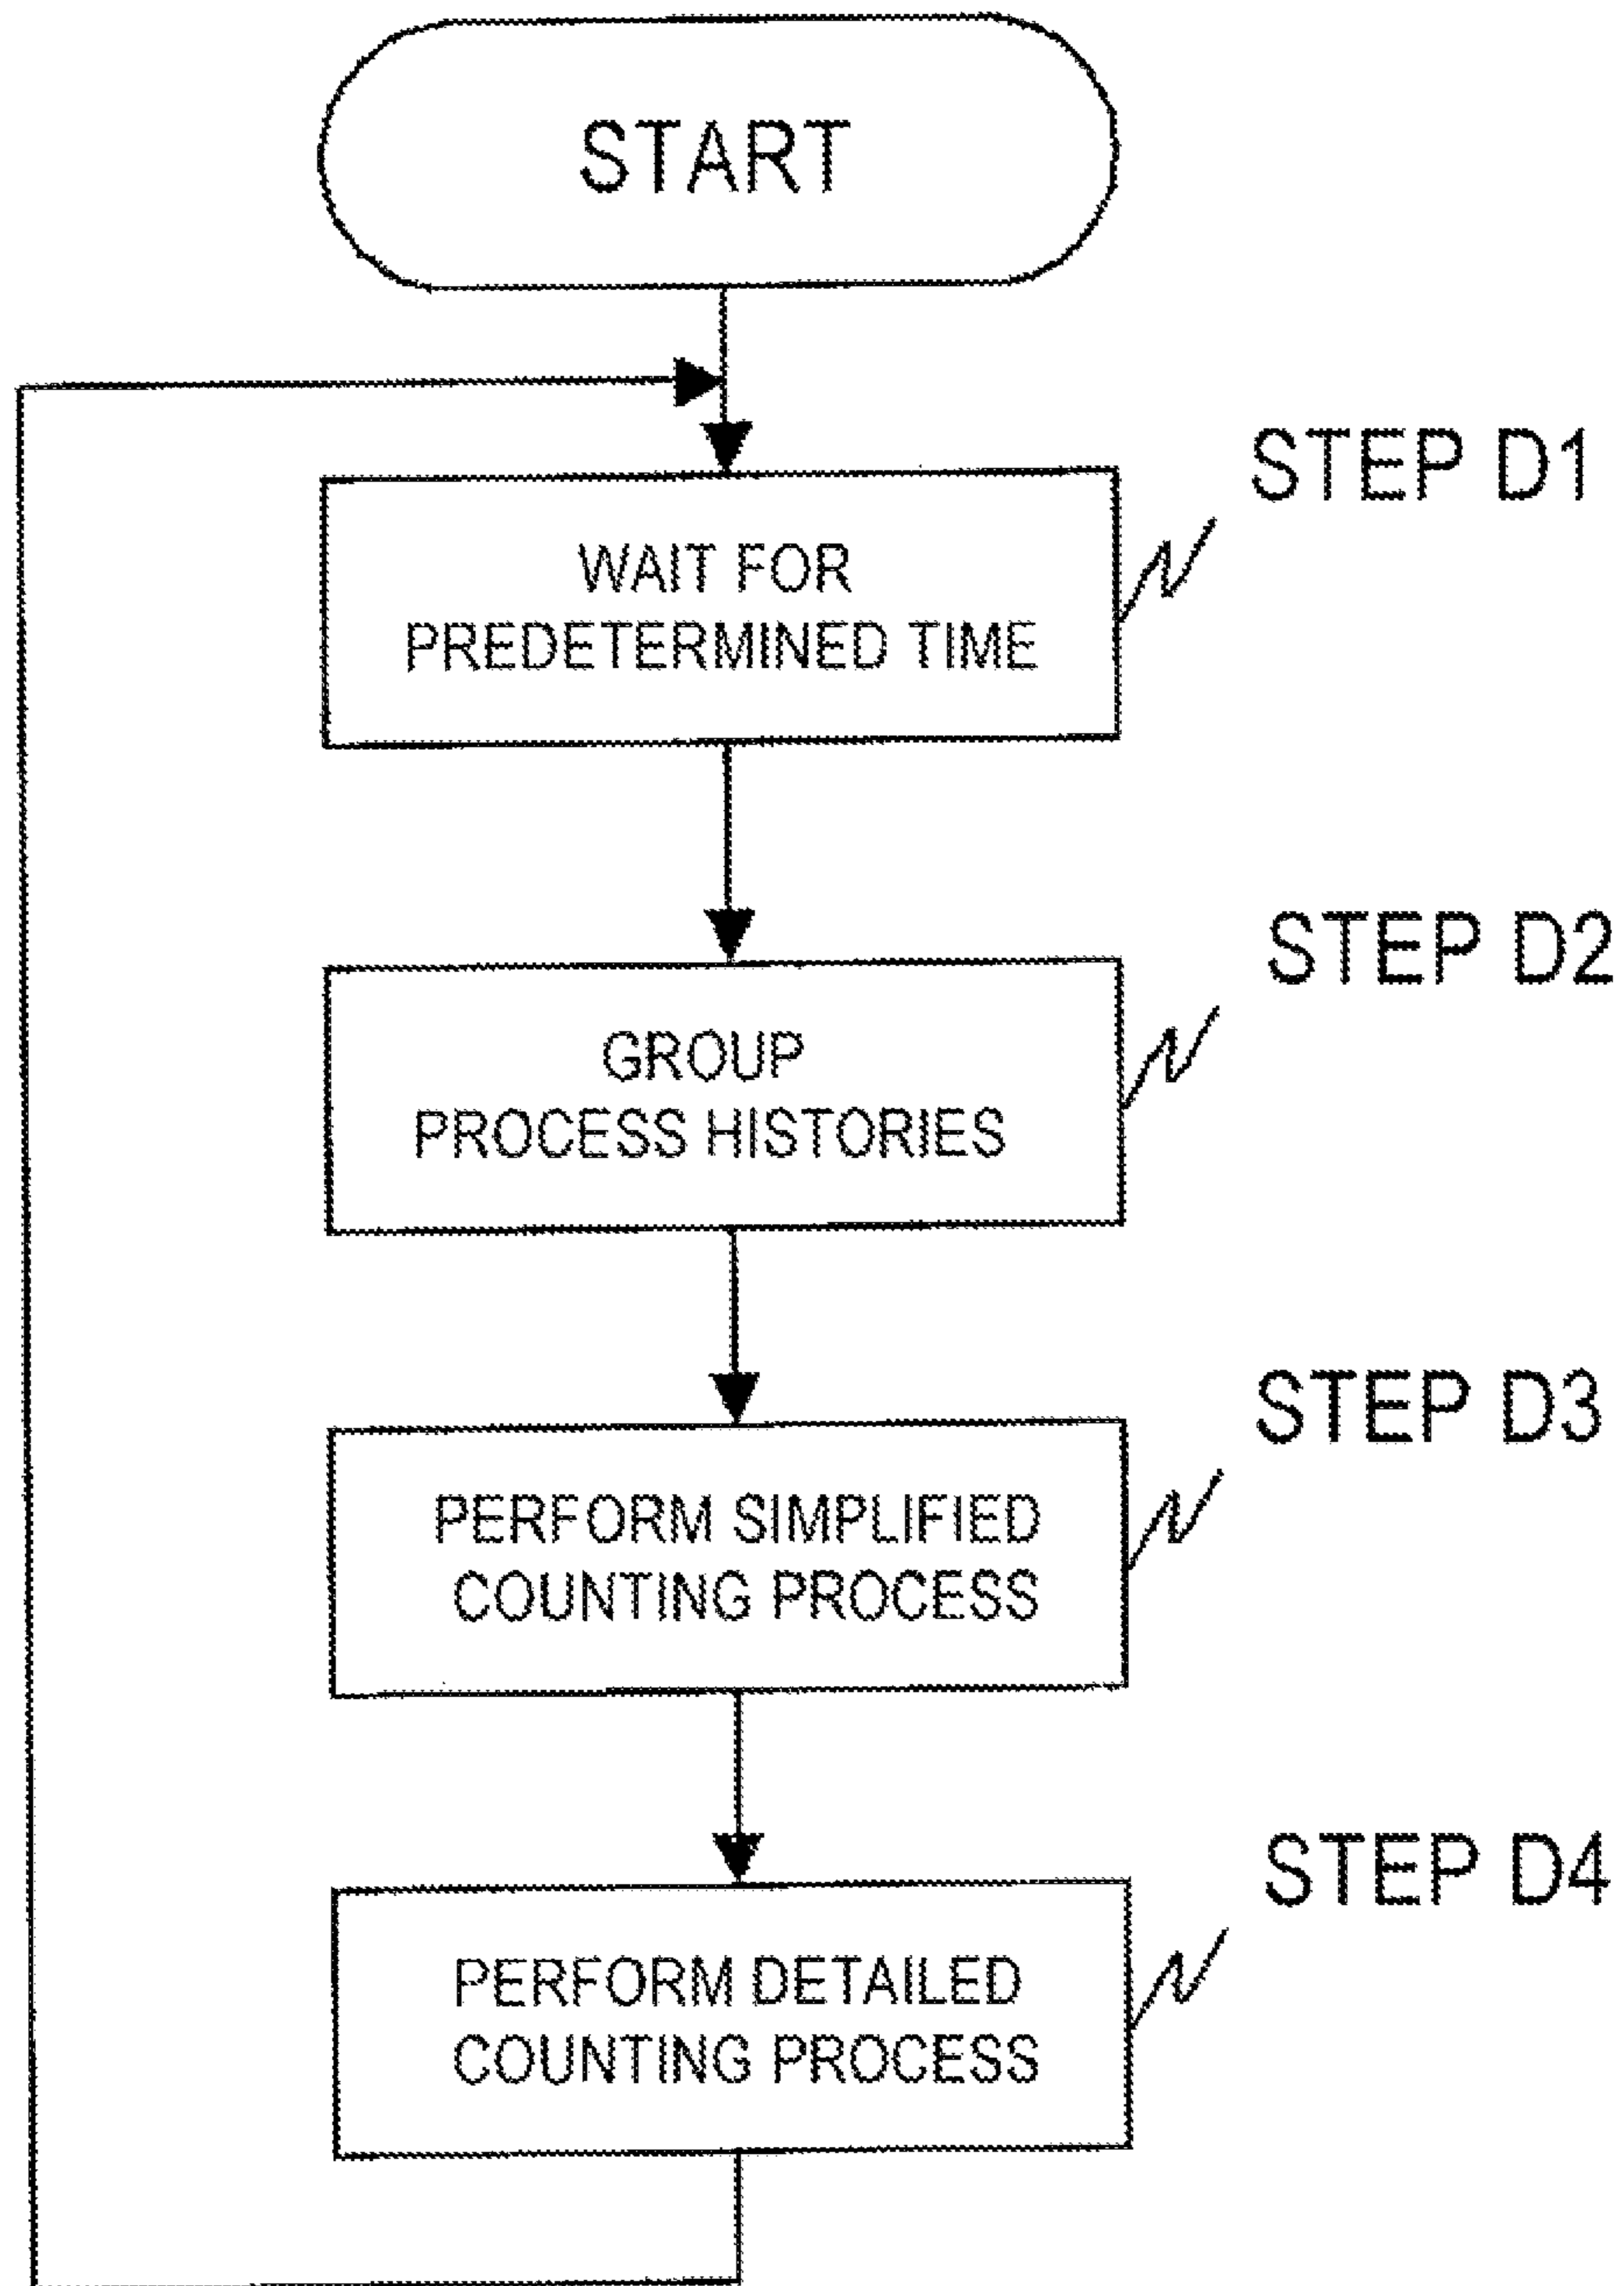 START
STEP D1
WAIT FOR
PREDETERMINED TIME
STEP D2
GROUP
PROCESS HISTORIES
STEP D3
PERFORM SIMPLIFIED
COUNTING PROCESS
STEP D4
PERFORM DETAILED
COUNTING PROCESS